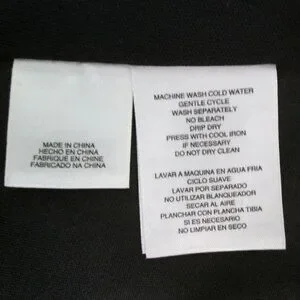 MADE IN CHINA
HECHO EN CHINA
FABRIQUE EN CHINE
FABRICADO NA CHINA
MACHINE WASH COLD WATER
GENTLE CYCLE
WASH SEPARATELY
NO BLEACH
DRIP DRY
PRESS WITH COOL IRON
IF NECESSARY
DO NOT DRY CLEAN
LAVAR A MAQUINA EN AGUA FRIA
CICLO SUAVE
LAVAR POR SEPARADO
NO UTILIZAR BLANQUEADOR
SECAR AL AIRE
PLANCHAR CON PLANCHA TIBIA
SI ES NECESARIO
NO LIMPIAR EN SECO